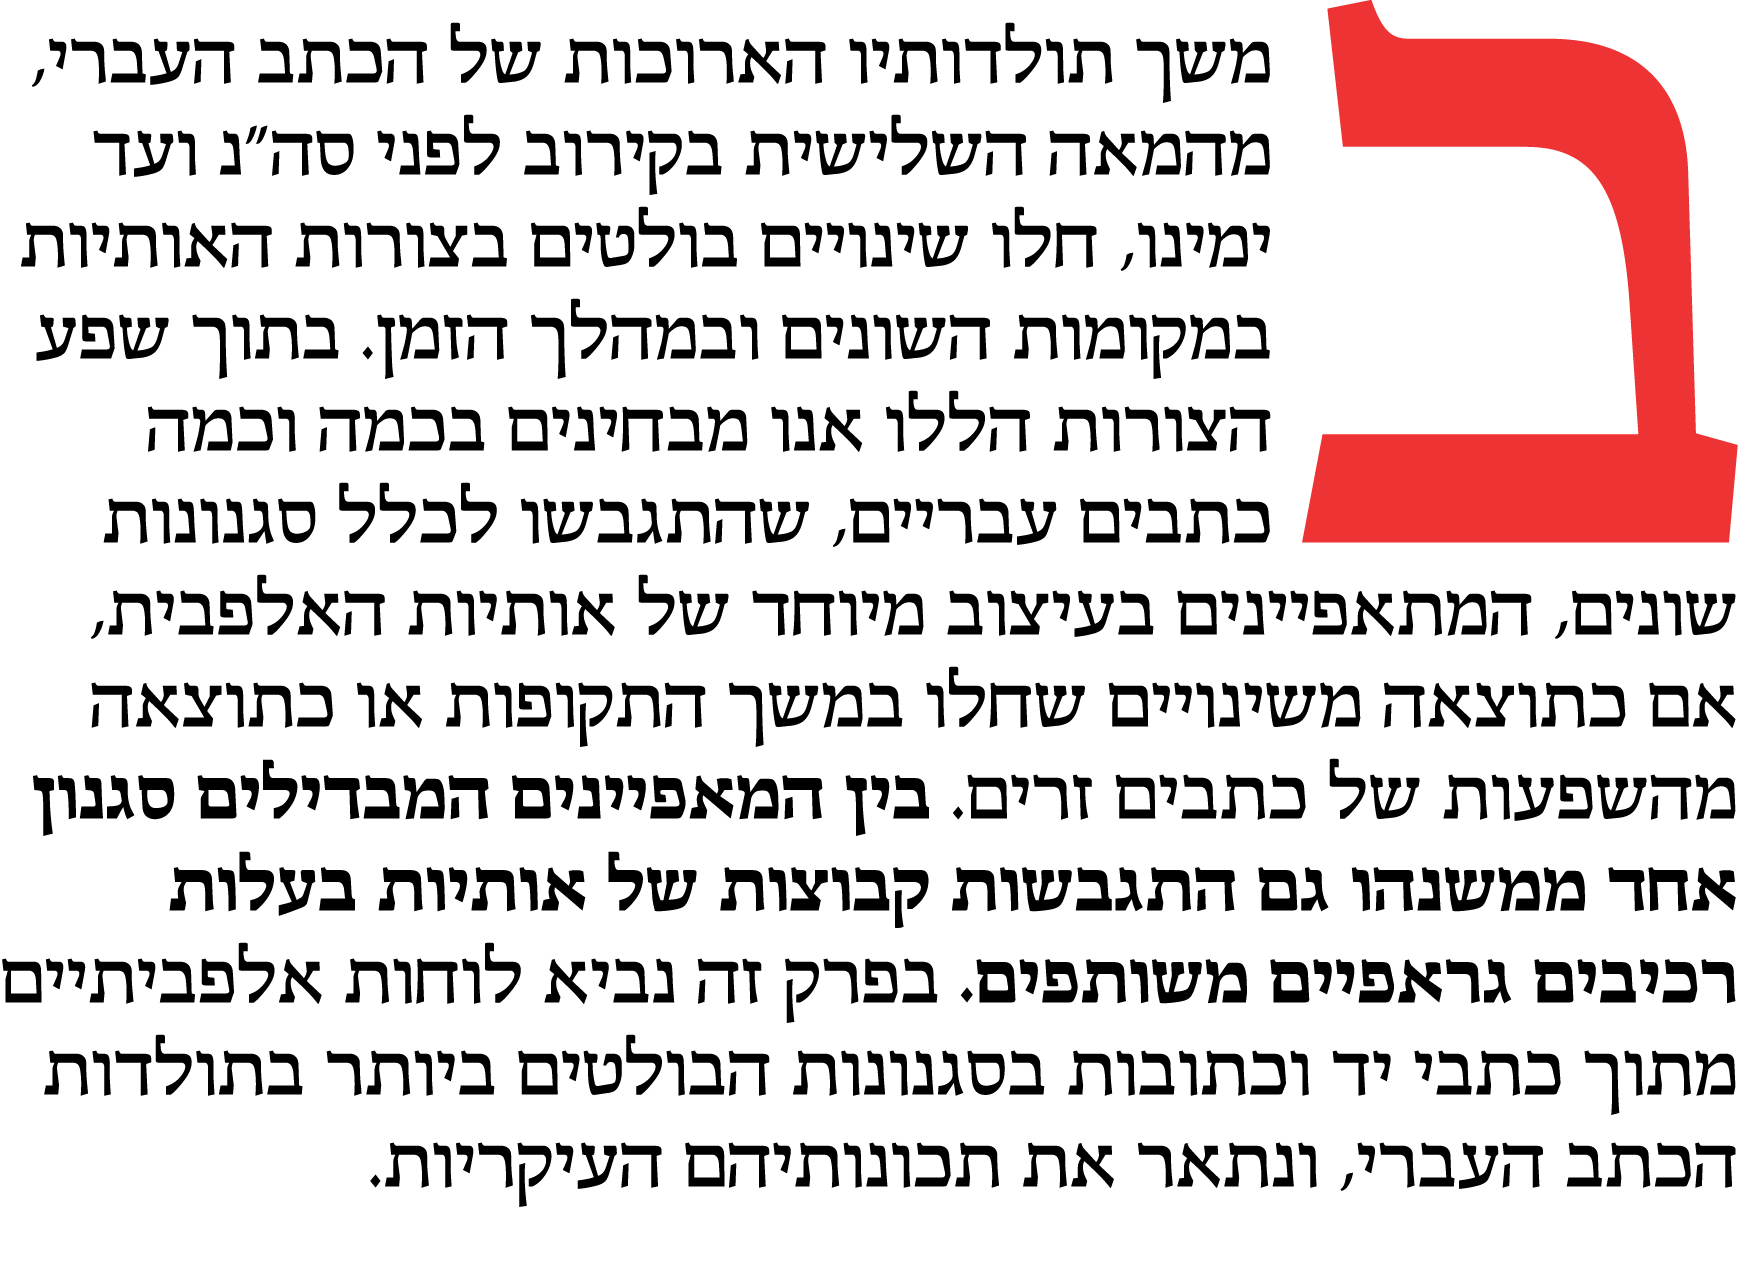 במשך תולדותיו הארוכות של הכתב העברי,
מהמאה השלישית בקירוב לפני סה״נ ועד
ימינו, חלו שינויים בולטים בצורות האותיות
במקומות השונים ובמהלך הזמן. בתוך שפע
הצורות הללו אנו מבחינים בכמה וכמה
כתבים עבריים, שהתגבשו לכלל סגנונות
שונים, המתאפיינים בעיצוב מיוחד של אותיות האלפבית,
אם כתוצאה משינויים שחלו במשך התקופות או כתוצאה
מהשפעות של כתבים זרים. בין המאפיינים המבדילים סגנון
אחד ממשנהו גם התגבשות קבוצות של אותיות בעלות
רכיבים גראפיים משותפים. בפרק זה נביא לוחות אלפביתיים
מתוך כתבי יד וכתובות בסגנונות הבולטים ביותר בתולדות
הכתב העברי, ונתאר את תכונותיהם העיקריות.